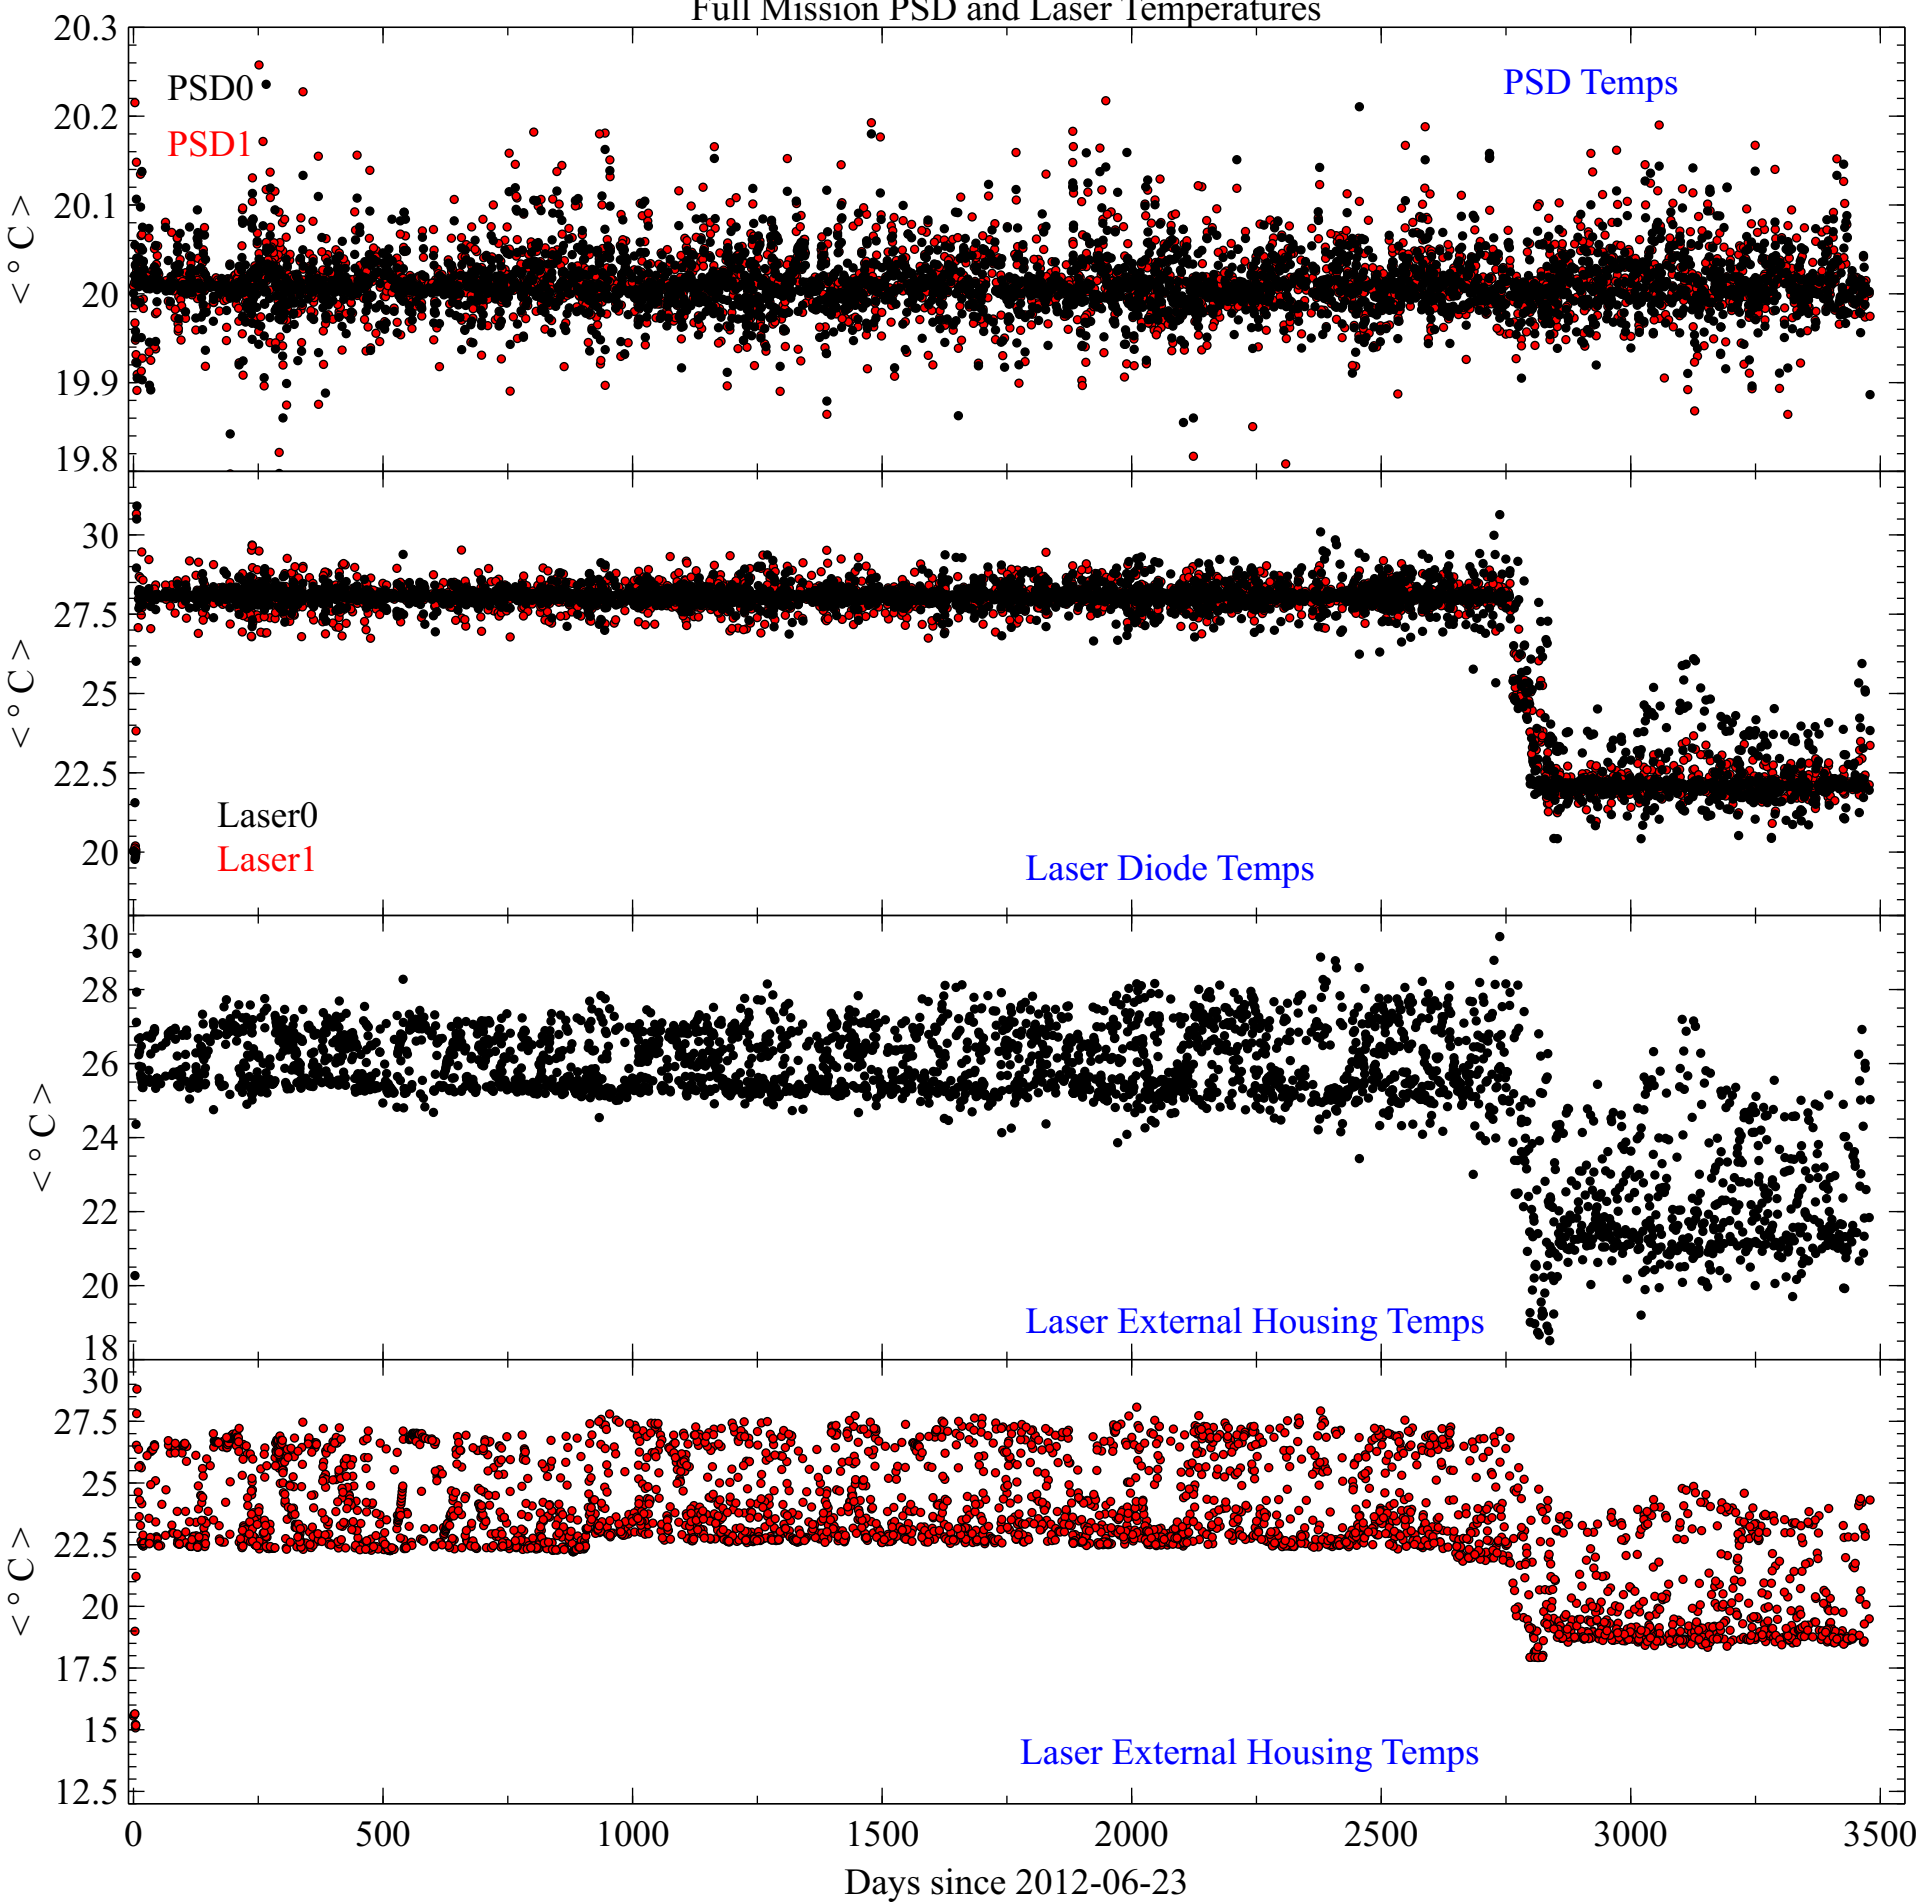 Full Mission PSD and Laser Temperatures
20.3
PSD0
PSD Temps
20.2
PSD1
20.1
<°C>
20
19.9
19.8
30
27.5
<°C>
25
22.5
Laser0
20
Laser1
Laser Diode Temps
30
28
26
<°C>
24
22
20
Laser External Housing Temps
18
30
27.5
25
22.5
<°C>
20
17.5
15
Laser External Housing Temps
12.5
0 500 1000 1500 2000 2500 3000 3500
Days since 2012-06-23